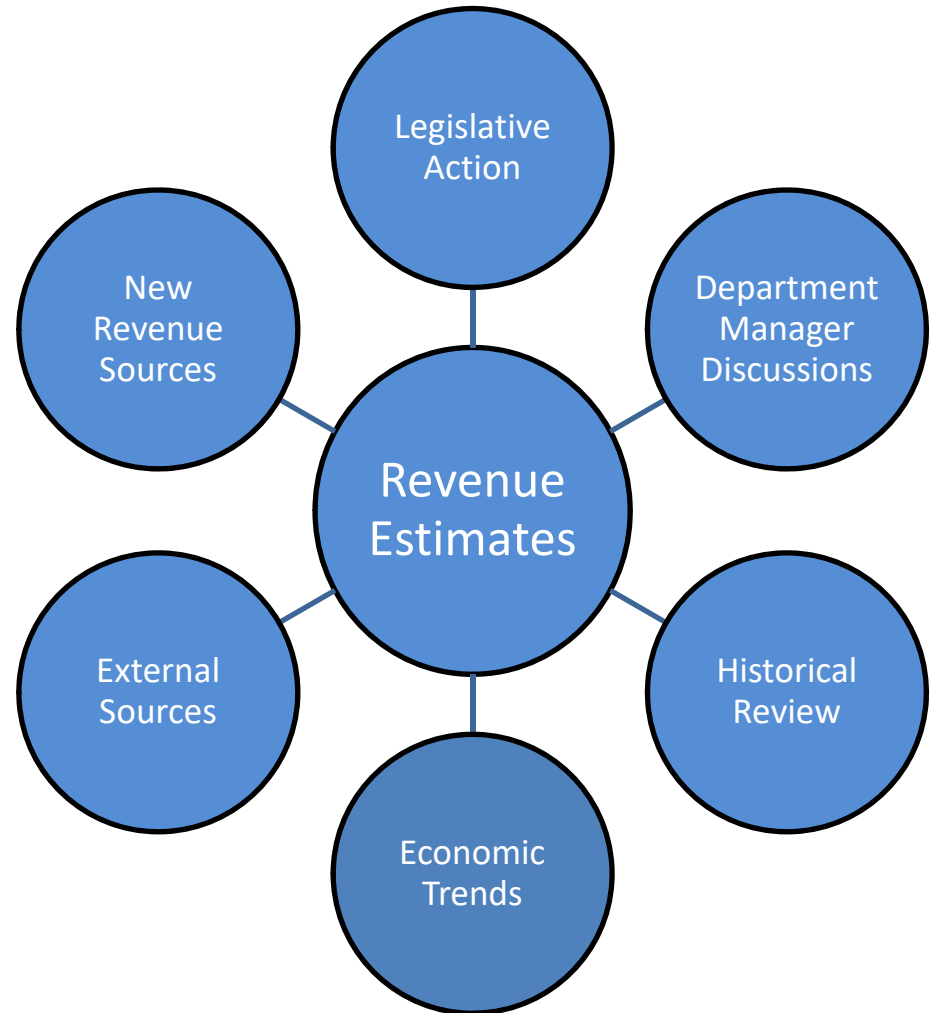 Legislative
Action
New
Revenue
Sources
Department
Manager
Discussions
Revenue
Estimates
External
Sources
Historical
Review
Economic
Trends